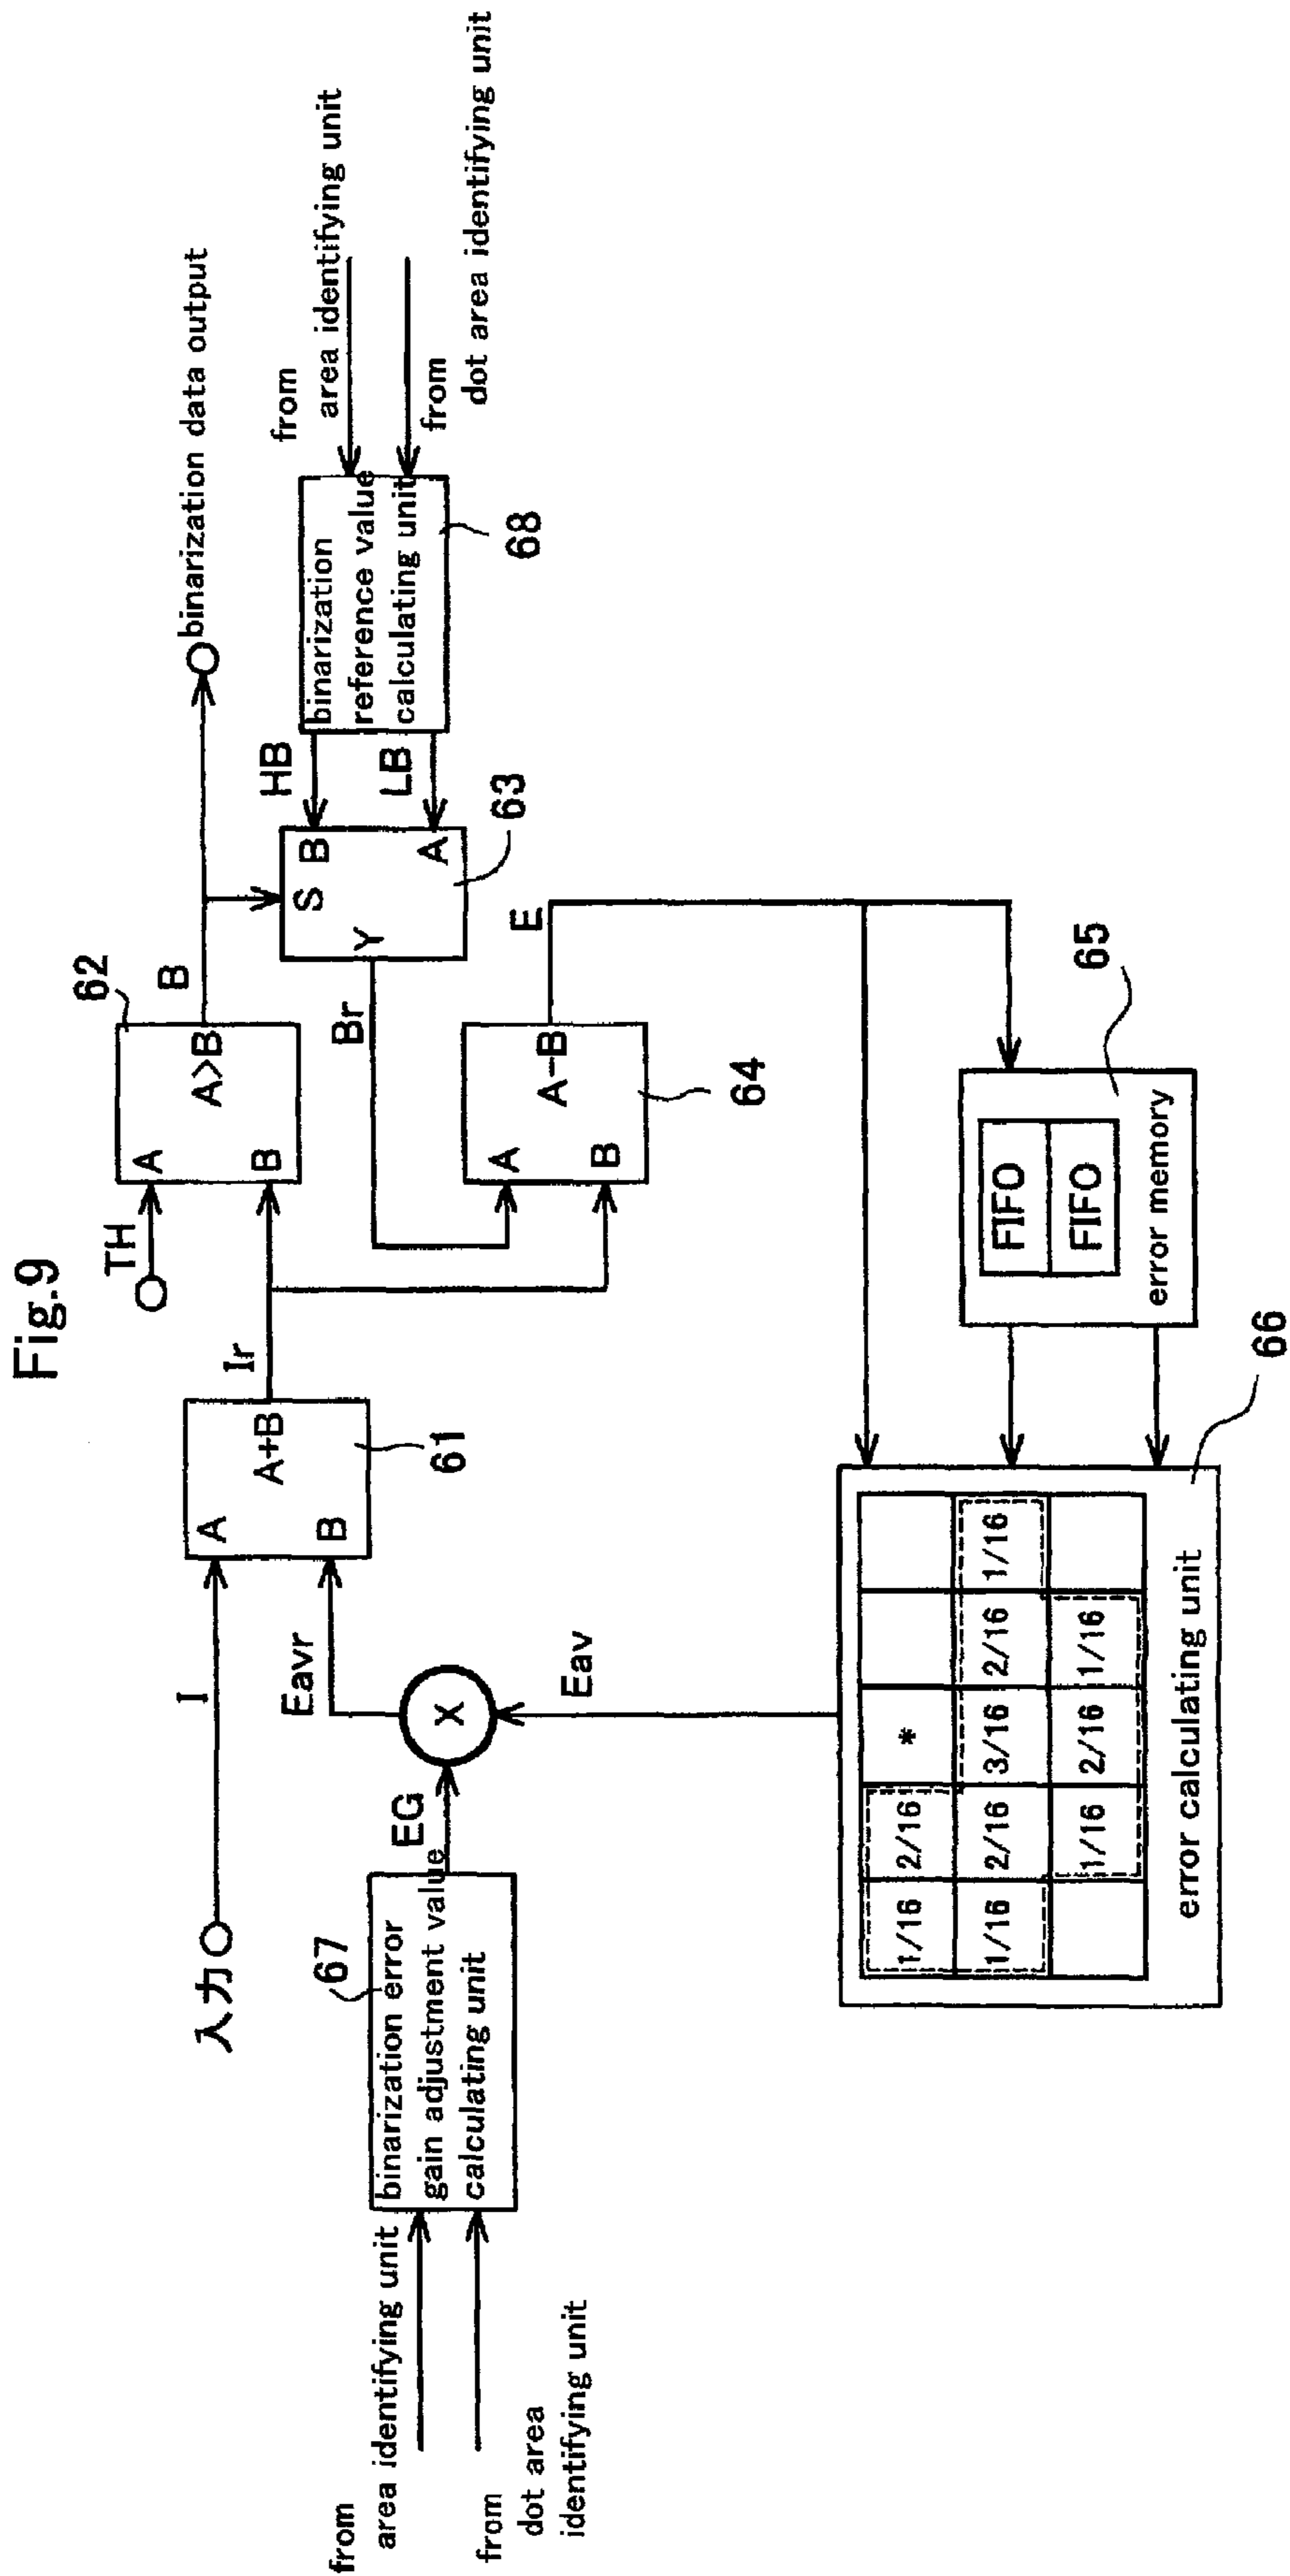 Fig.9
入力
I
A
A+B
B
61
Ir
TH
A
A>B
B
62
B
binarization data output
from
area identifying unit
from
dot area identifying unit
binarization
reference value
calculating unit
68
HB
LB
S
B
Y
A
63
Br
A
A-B
B
64
E
Eavr
X
EG
Eav
67
binarization error
gain adjustment value
calculating unit
from
area identifying unit
from
dot area
identifying unit
FIFO
FIFO
error memory
65
1/16 2/16 *
1/16 2/16 3/16 2/16 1/16
1/16 2/16 1/16
error calculating unit
66